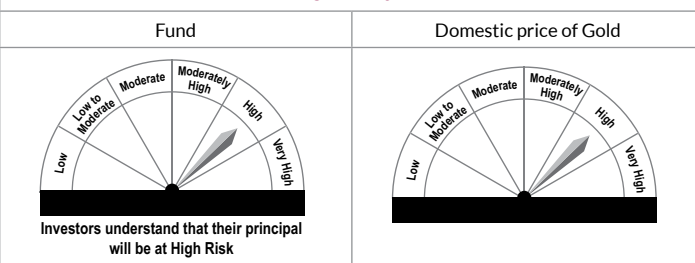 Fund
Domestic price of Gold
Low
Low to
Moderate
Moderate
Moderately
High
High
Very High
Investors understand that their principal
will be at High Risk
Low
Low to
Moderate
Moderate
Moderately
High
High
Very High